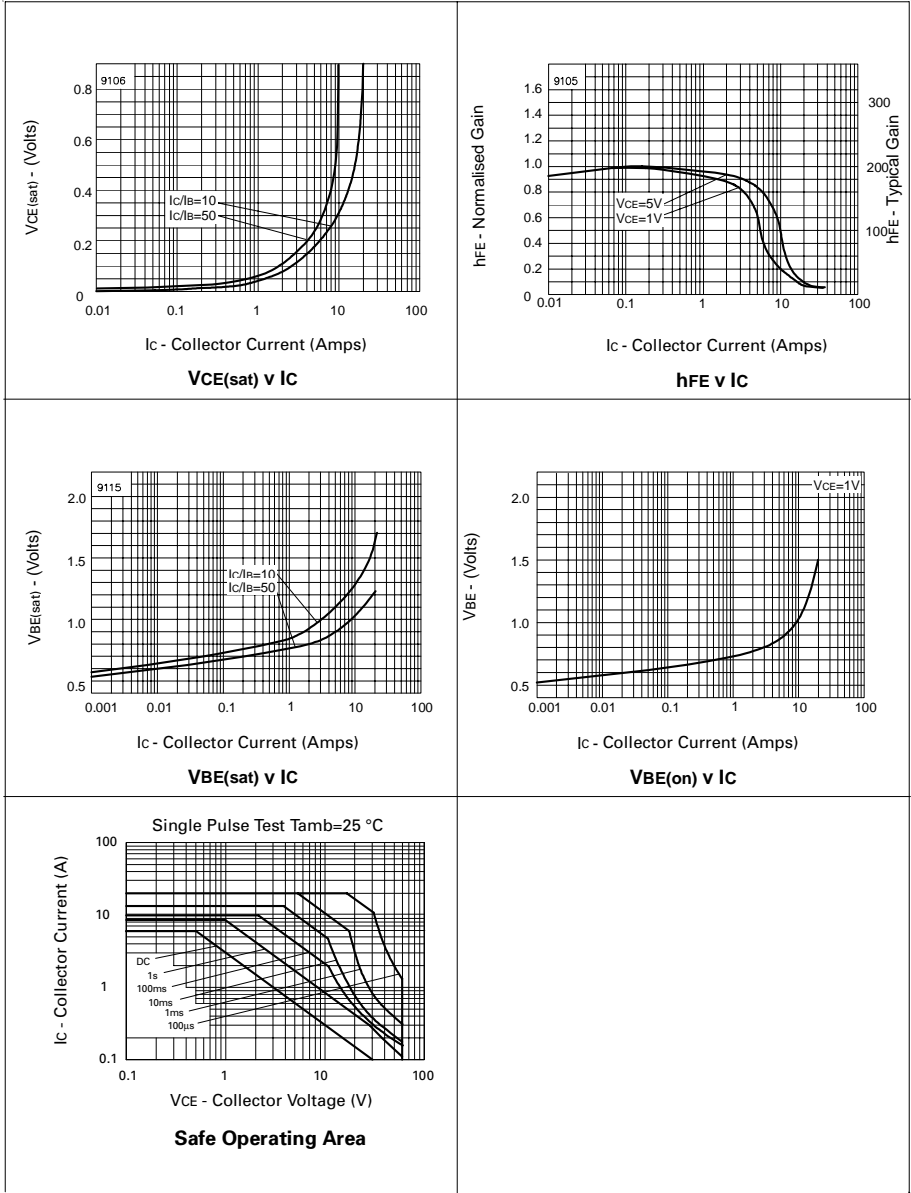 9106
0.8
0.6
0.4
0.2
0
VCE(sat) - (Volts)
IC/IB=10
IC/IB=50
0.01 0.1 1 10 100
IC - Collector Current (Amps)
VCE(sat) v IC
9105
1.6
1.4
1.2
1.0
0.8
0.6
0.4
0.2
0
hFE - Normalised Gain
300
200
100
hFE - Typical Gain
VCE=5V
VCE=1V
0.01 0.1 1 10 100
IC - Collector Current (Amps)
hFE v IC
9115
2.0
1.5
1.0
0.5
VBE(sat) - (Volts)
IC/IB=10
IC/IB=50
0.001 0.01 0.1 1 10 100
IC - Collector Current (Amps)
VBE(sat) v IC
VCE=1V
2.0
1.5
1.0
0.5
VBE - (Volts)
0.001 0.01 0.1 1 10 100
IC - Collector Current (Amps)
VBE(on) v IC
Single Pulse Test Tamb=25 °C
100
10
1
0.1
IC - Collector Current (A)
DC
1s
100ms
10ms
1ms
100µs
0.1 1 10 100
VCE - Collector Voltage (V)
Safe Operating Area